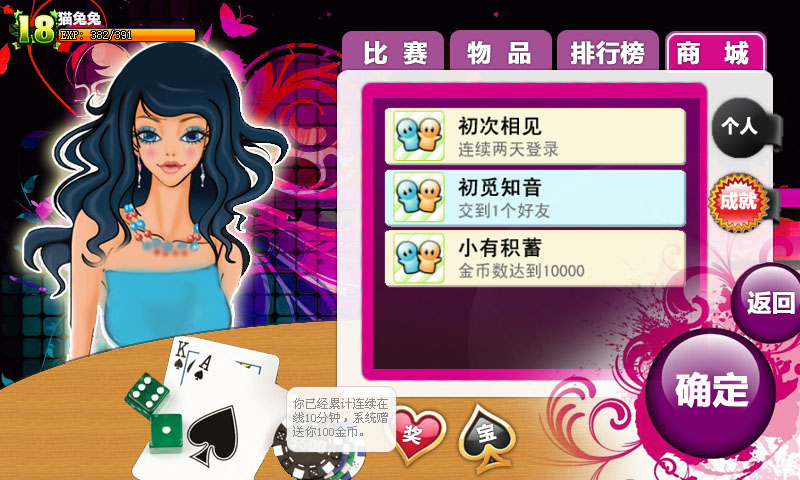 18
猫兔兔
EXP: 382/391
比 赛
物 品
排行榜
商 城
初次相见
连续两天登录
初觅知音
交到1个好友
小有积蓄
金币数达到10000
个人
成就
返回
确定
K
A
你已经累计连续在
线10分钟，系统赠
送你100金币。
奖
宝